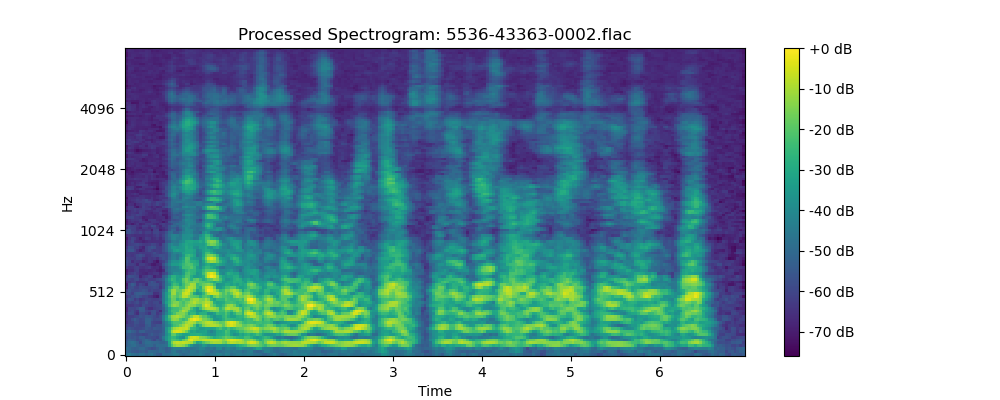 Processed Spectrogram: 5536-43363-0002.flac
Hz
4096
2048
1024
512
0
0 1 2 3 4 5 6
Time
+0 dB
-10 dB
-20 dB
-30 dB
-40 dB
-50 dB
-60 dB
-70 dB